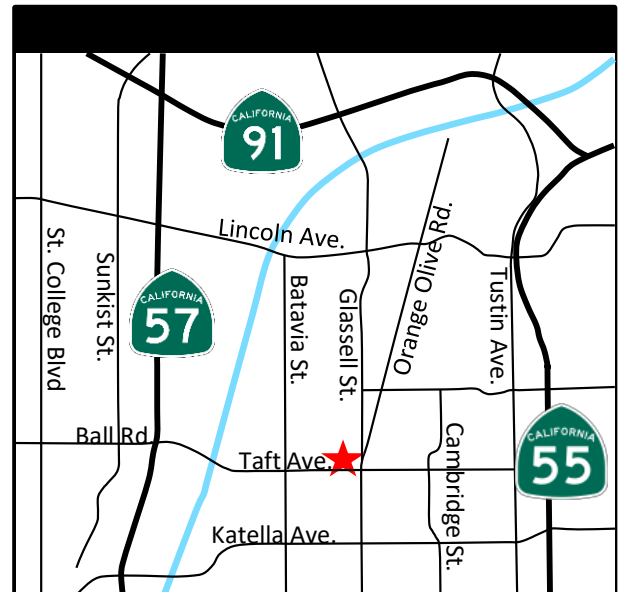 CALIFORNIA
91
Lincoln Ave.
Orange Olive Rd.
St. College Blvd
Sunkist St.
CALIFORNIA
57
Batavia St.
Glassell St.
Tustin Ave.
Ball Rd.
Taft Ave.
Cambridge St.
CALIFORNIA
55
Katella Ave.